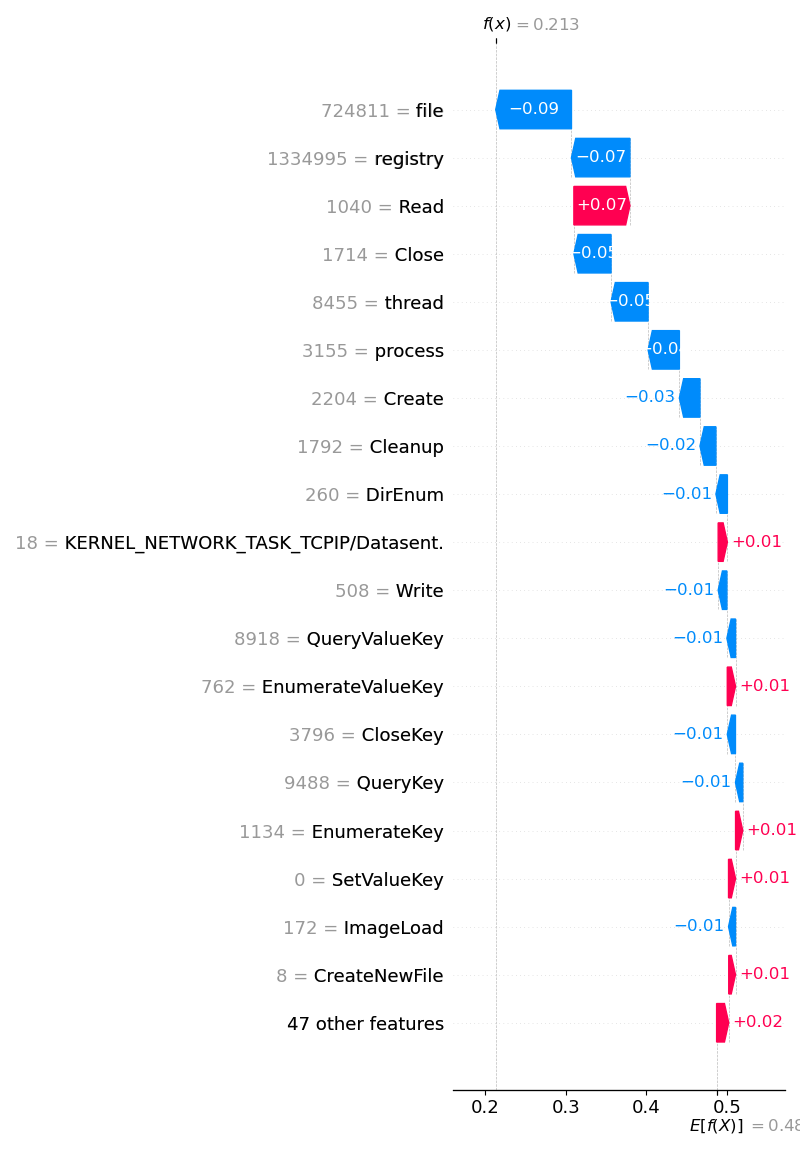 f(x) = 0.213
724811 = file −0.09
1334995 = registry −0.07
1040 = Read +0.07
1714 = Close −0.05
8455 = thread −0.05
3155 = process −0.0
2204 = Create −0.03
1792 = Cleanup −0.02
260 = DirEnum −0.01
18 = KERNEL_NETWORK_TASK_TCPIP/Datasent. +0.01
508 = Write −0.01
8918 = QueryValueKey −0.01
762 = EnumerateValueKey +0.01
3796 = CloseKey −0.01
9488 = QueryKey −0.01
1134 = EnumerateKey +0.01
0 = SetValueKey +0.01
172 = ImageLoad −0.01
8 = CreateNewFile +0.01
47 other features +0.02
0.2 0.3 0.4 0.5
E[f(X)] = 0.48